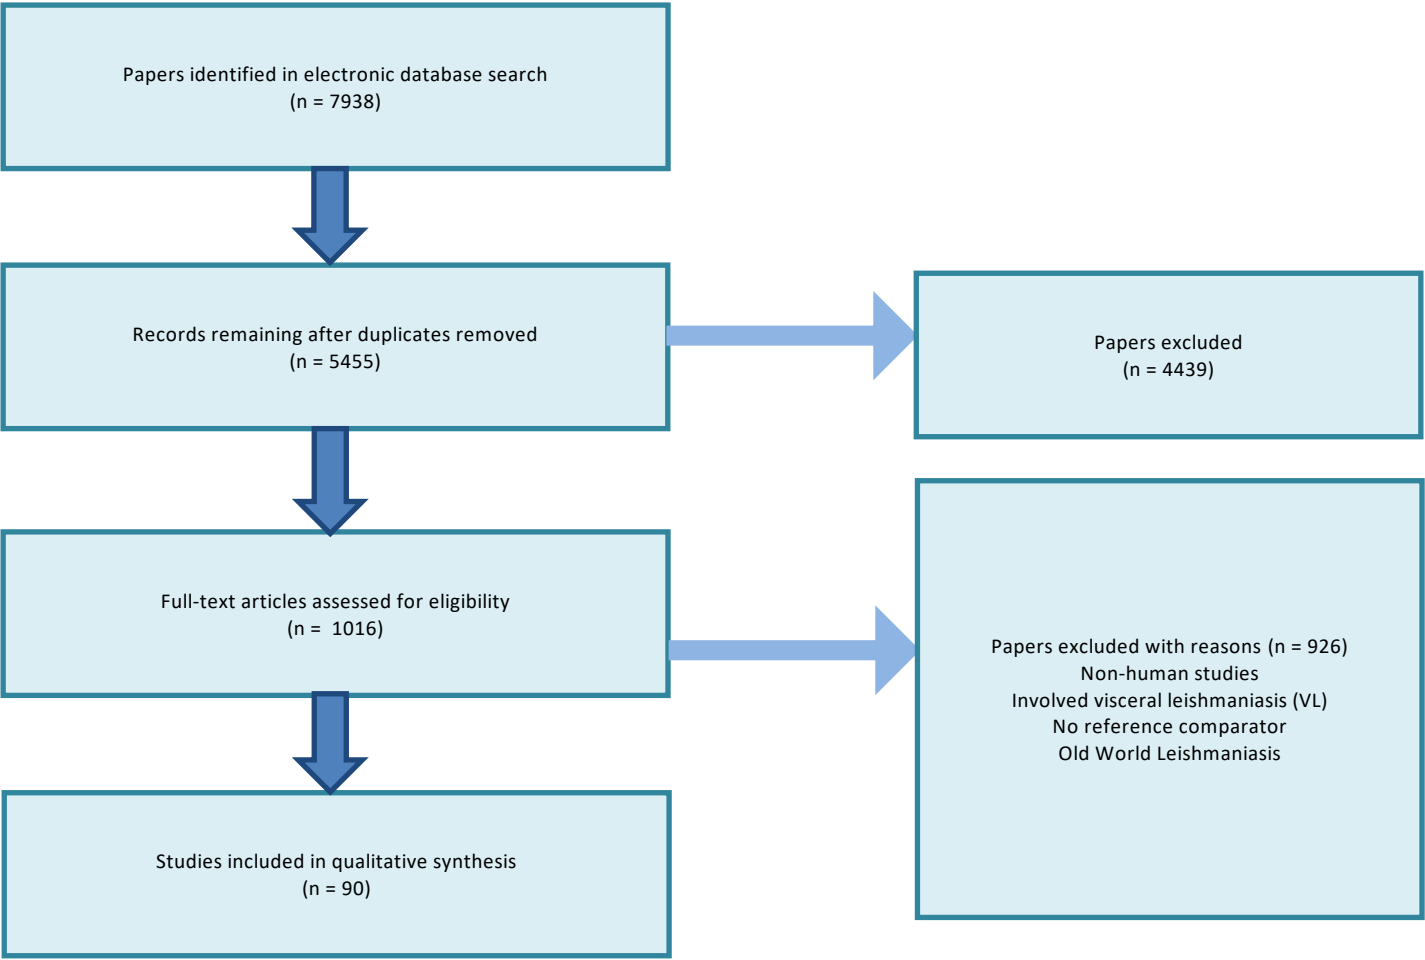 Papers identified in electronic database search
(n = 7938)
Records remaining after duplicates removed
(n = 5455)
Papers excluded
(n = 4439)
Full-text articles assessed for eligibility
(n =  1016)
Papers excluded with reasons (n = 926)
Non-human studies
Involved visceral leishmaniasis (VL)
No reference comparator
Old World Leishmaniasis
Studies included in qualitative synthesis
(n = 90)